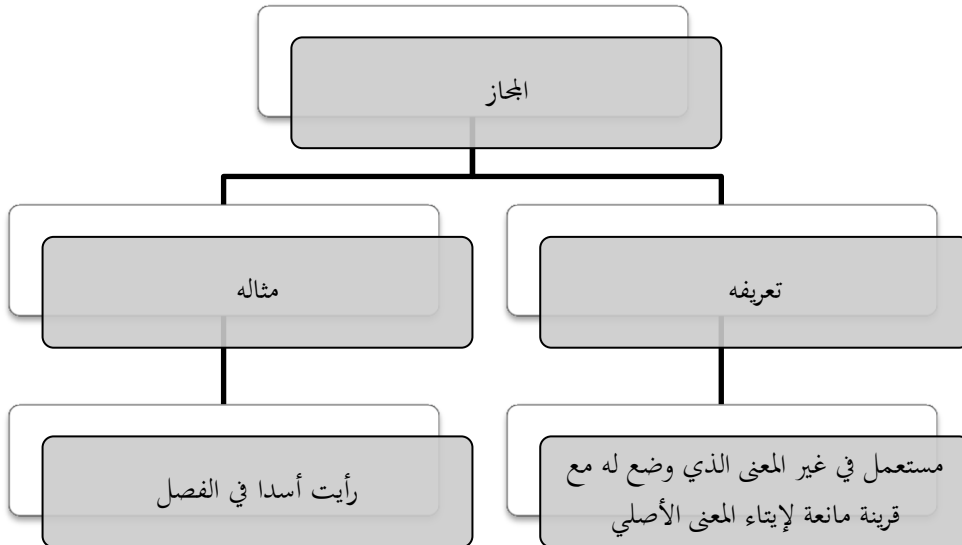 المجاز
تعريفه
مثاله
مستعمل في غير المعنى الذي وضع له مع
قرينة مانعة لإيتاء المعنى الأصلي
رأيت أسدا في الفصل